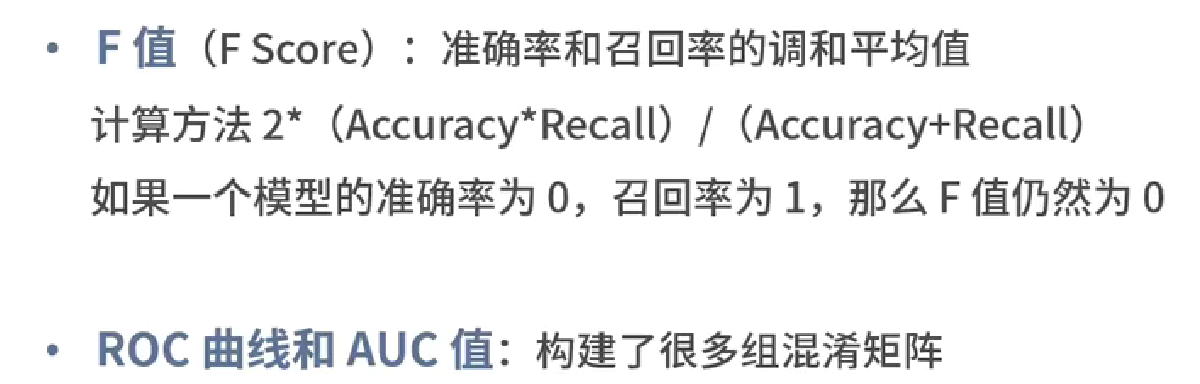 • F 值（F Score）：准确率和召回率的调和平均值
计算方法 2*（Accuracy*Recall）/（Accuracy+Recall）
如果一个模型的准确率为 0，召回率为 1，那么 F 值仍然为 0
• ROC 曲线和 AUC 值：构建了很多组混淆矩阵